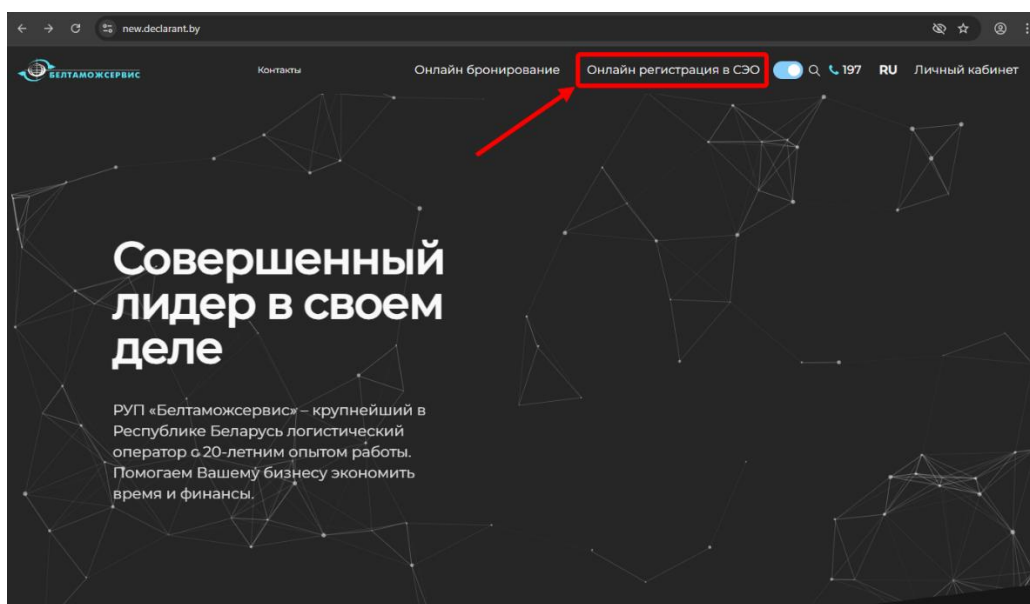 new.declarant.by
БЕЛТАМОЖСЕРВИС
Контакты
Онлайн бронирование
Онлайн регистрация в СЭО
197
RU
Личный кабинет
Совершенный
лидер в своем
деле
РУП «Белтаможсервис» – крупнейший в
Республике Беларусь логистический
оператор с 20-летним опытом работы.
Помогаем Вашему бизнесу экономить
время и финансы.